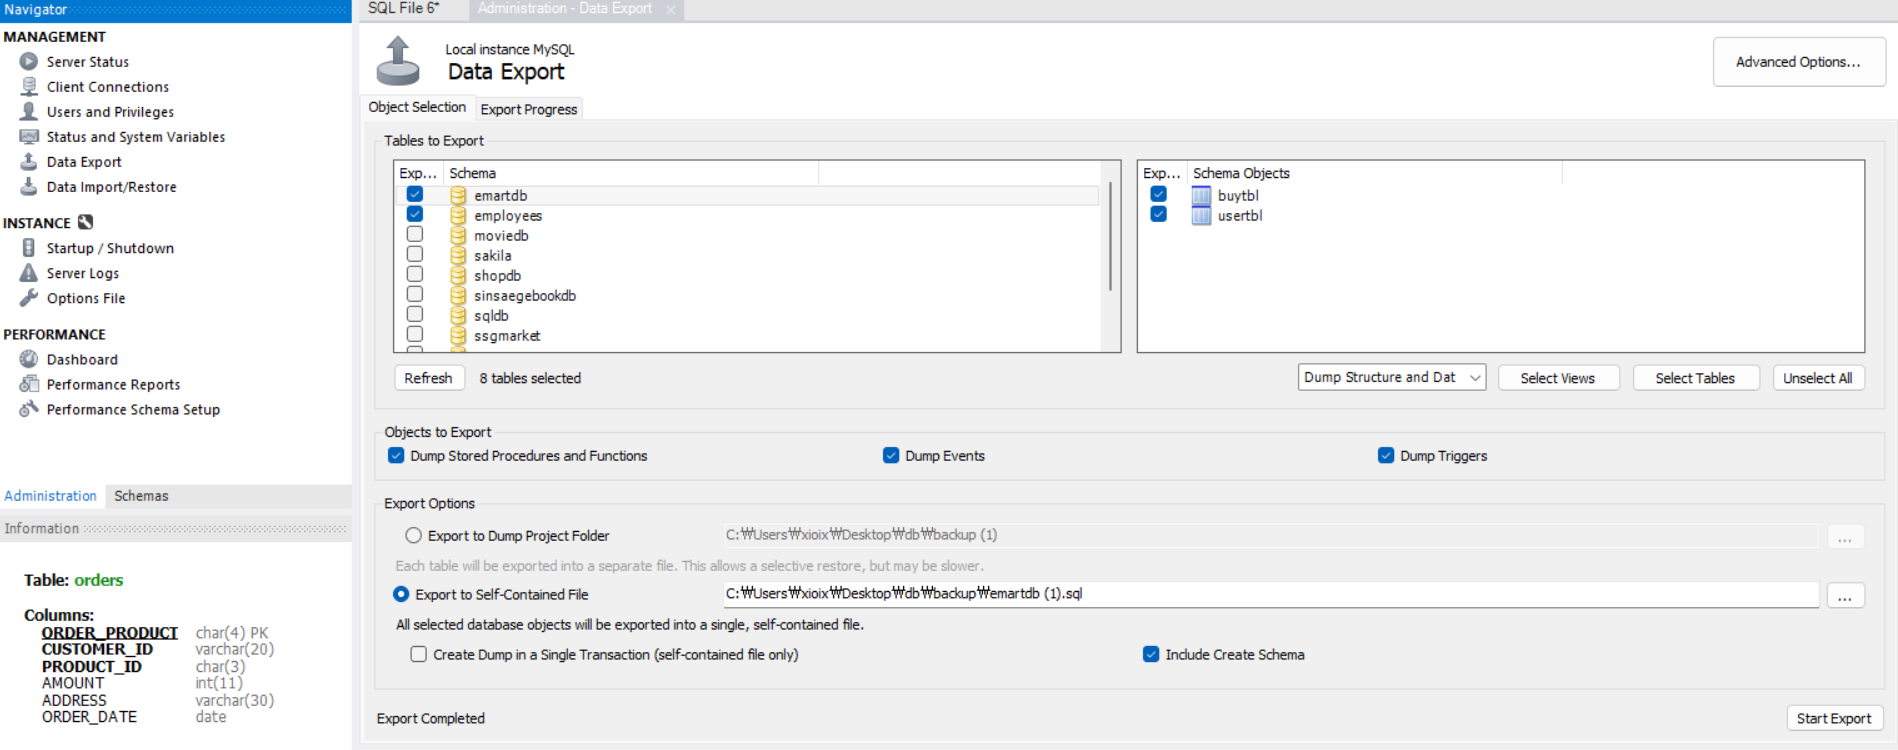 Navigator
MANAGEMENT
Server Status
Client Connections
Users and Privileges
Status and System Variables
Data Export
Data Import/Restore
INSTANCE
Startup / Shutdown
Server Logs
Options File
PERFORMANCE
Dashboard
Performance Reports
Performance Schema Setup
Administration Schemas
Information
Table: orders
Columns:
ORDER_PRODUCT char(4) PK
CUSTOMER_ID varchar(20)
PRODUCT_ID char(3)
AMOUNT int(11)
ADDRESS varchar(30)
ORDER_DATE date
SQL File 6* Administration - Data Export ×
Local instance MySQL
Data Export
Advanced Options...
Object Selection Export Progress
Tables to Export
Exp... Schema
emartdb
employees
moviedb
sakila
shopdb
sinsaegebookdb
sqldb
ssgmarket
Exp... Schema Objects
buytbl
usertbl
Refresh 8 tables selected Dump Structure and Dat Select Views Select Tables Unselect All
Objects to Export
Dump Stored Procedures and Functions Dump Events Dump Triggers
Export Options
Export to Dump Project Folder C:₩Users₩xioix₩Desktop₩db₩backup (1) ...
Each table will be exported into a separate file. This allows a selective restore, but may be slower.
Export to Self-Contained File C:₩Users₩xioix₩Desktop₩db₩backup₩emartdb (1).sql ...
All selected database objects will be exported into a single, self-contained file.
Create Dump in a Single Transaction (self-contained file only) Include Create Schema
Export Completed Start Export